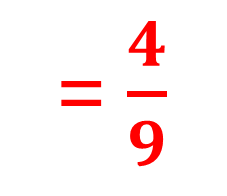 = 4/9